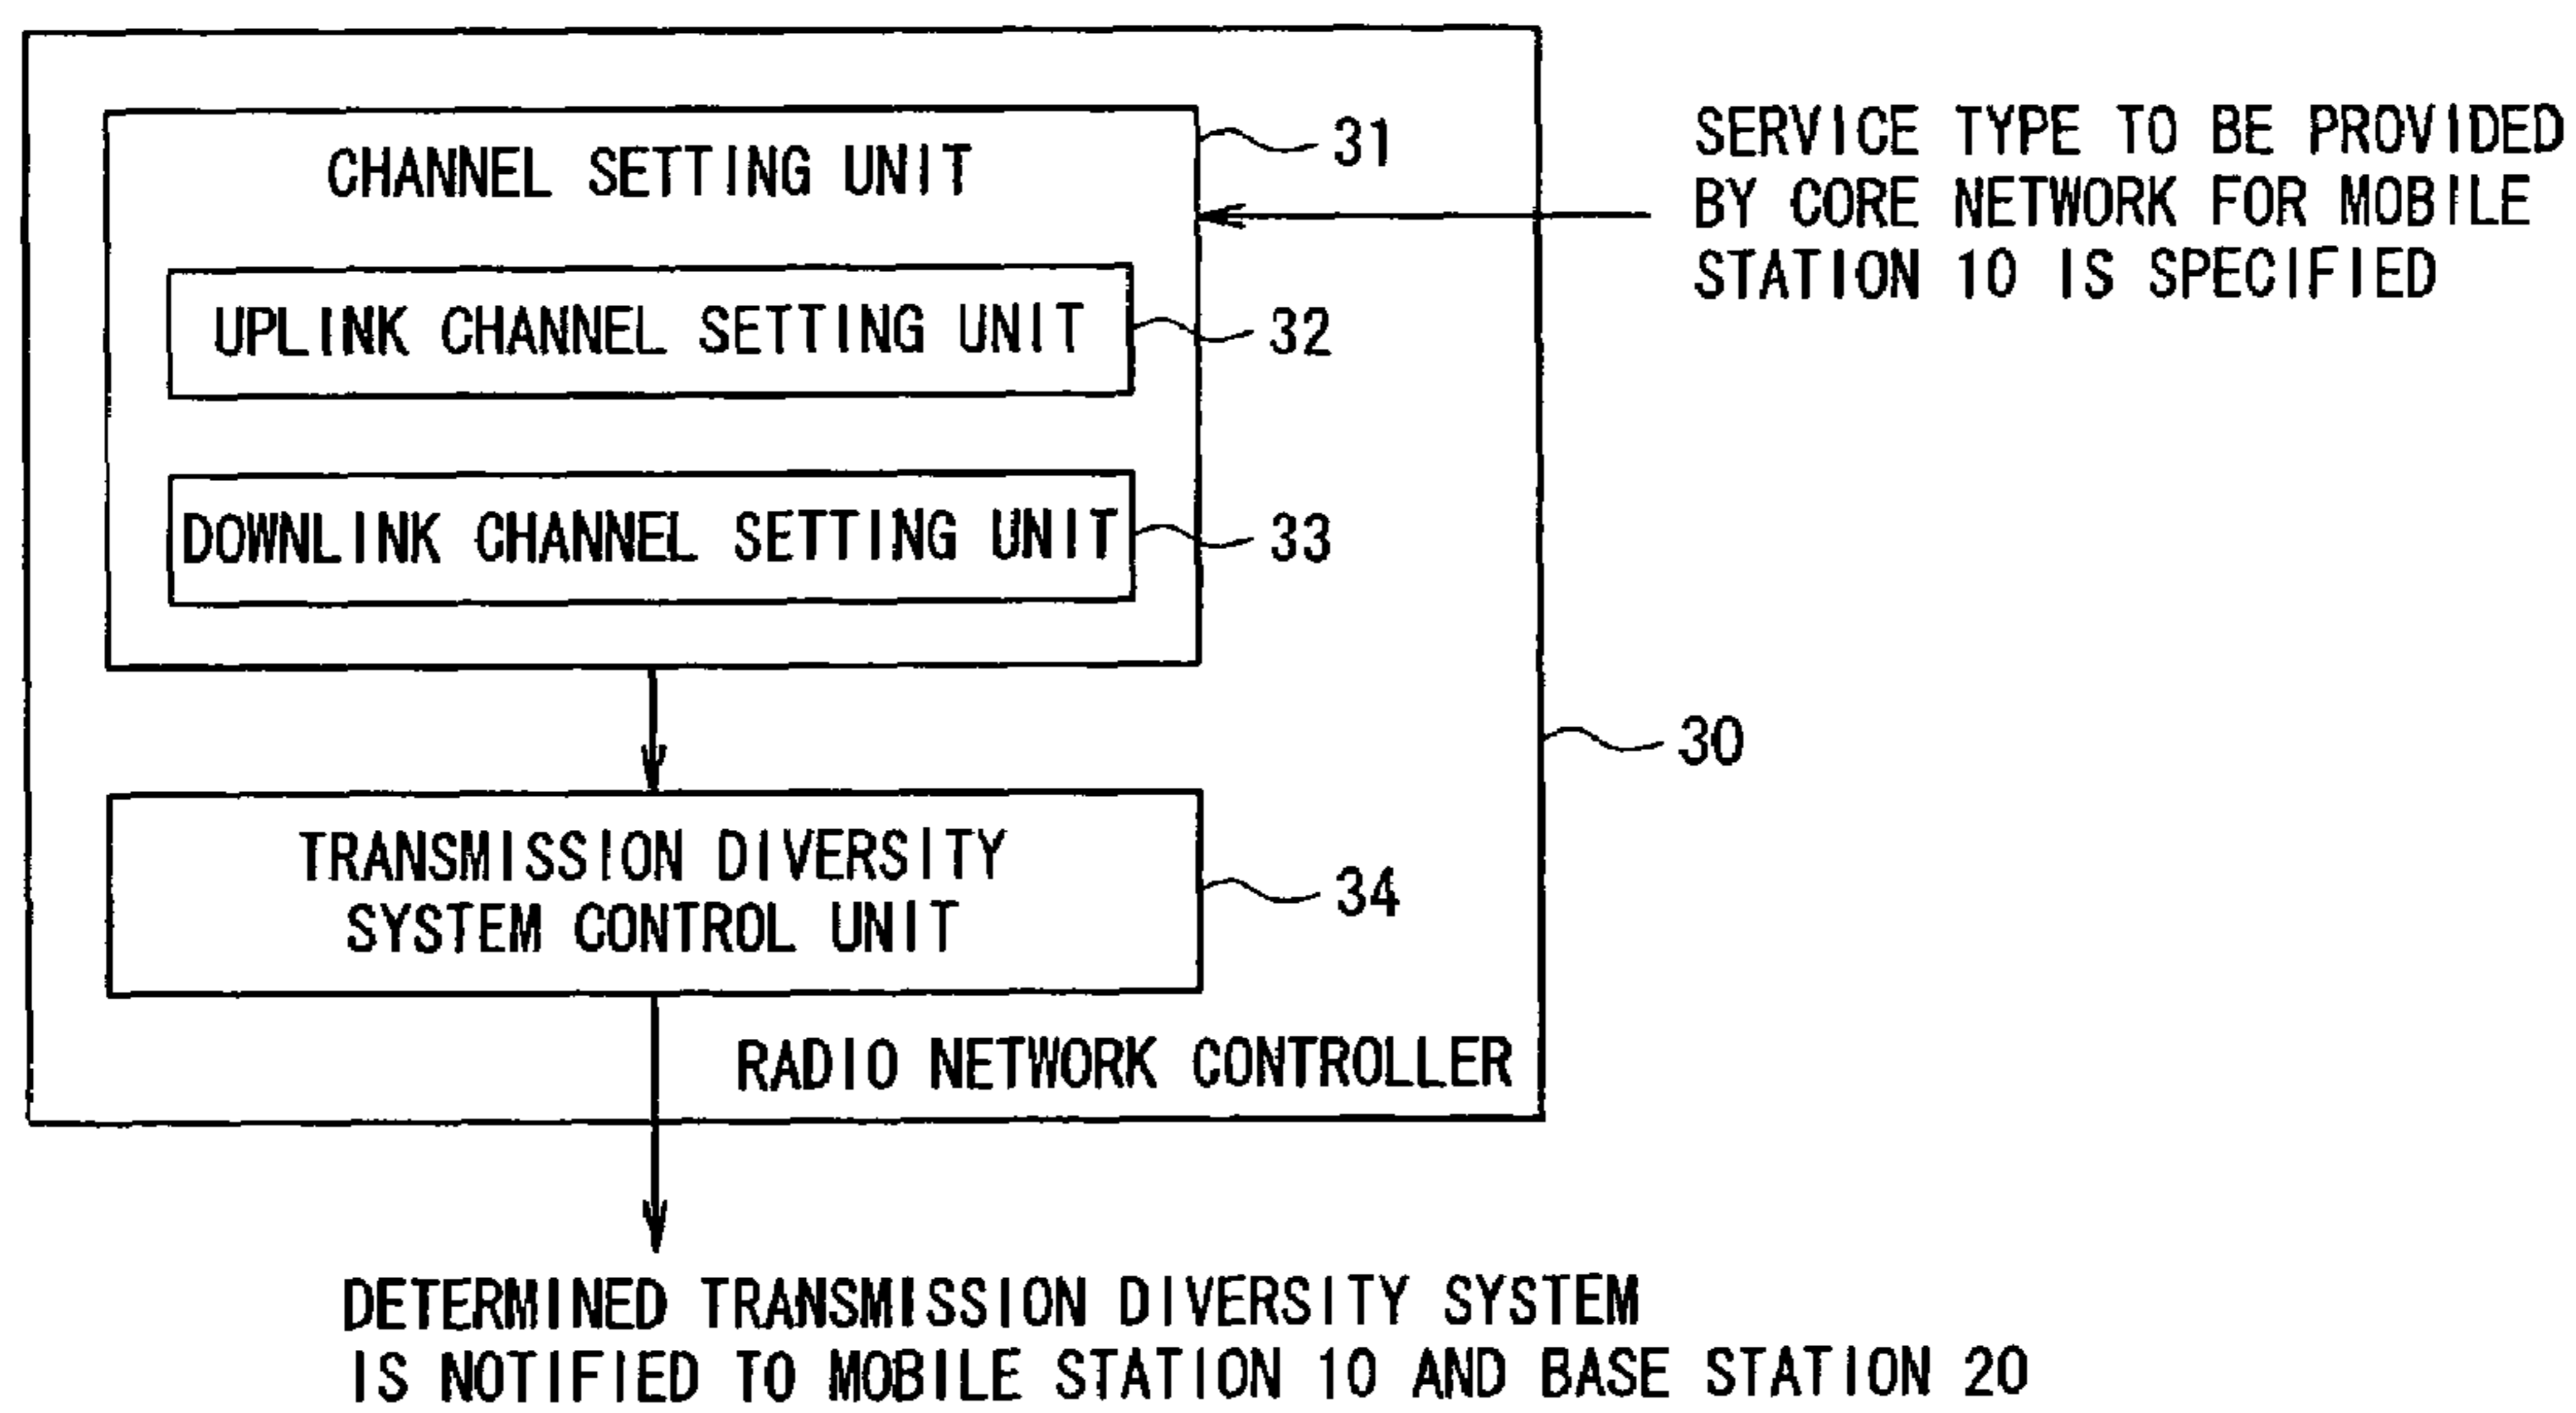 CHANNEL SETTING UNIT
31
SERVICE TYPE TO BE PROVIDED
BY CORE NETWORK FOR MOBILE
STATION 10 IS SPECIFIED
UPLINK CHANNEL SETTING UNIT
32
DOWNLINK CHANNEL SETTING UNIT
33
30
TRANSMISSION DIVERSITY
SYSTEM CONTROL UNIT
34
RADIO NETWORK CONTROLLER
DETERMINED TRANSMISSION DIVERSITY SYSTEM
IS NOTIFIED TO MOBILE STATION 10 AND BASE STATION 20